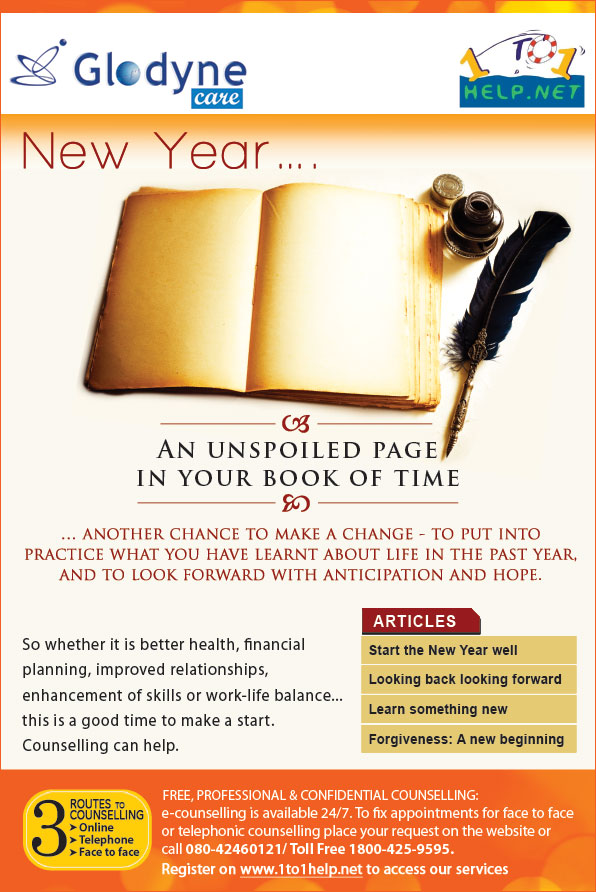 Glodyne
care
1 TO 1
HELP.NET
New Year....
AN UNSPOILED PAGE
IN YOUR BOOK OF TIME
... ANOTHER CHANCE TO MAKE A CHANGE - TO PUT INTO
PRACTICE WHAT YOU HAVE LEARNT ABOUT LIFE IN THE PAST YEAR,
AND TO LOOK FORWARD WITH ANTICIPATION AND HOPE.
So whether it is better health, financial
planning, improved relationships,
enhancement of skills or work-life balance...
this is a good time to make a start.
Counselling can help.
ARTICLES
Start the New Year well
Looking back looking forward
Learn something new
Forgiveness: A new beginning
3 ROUTES TO
COUNSELLING
➤ Online
➤ Telephone
➤ Face to face
FREE, PROFESSIONAL & CONFIDENTIAL COUNSELLING:
e-counselling is available 24/7. To fix appointments for face to face
or telephonic counselling place your request on the website or
call 080-42460121/ Toll Free 1800-425-9595.
Register on www.1to1help.net to access our services